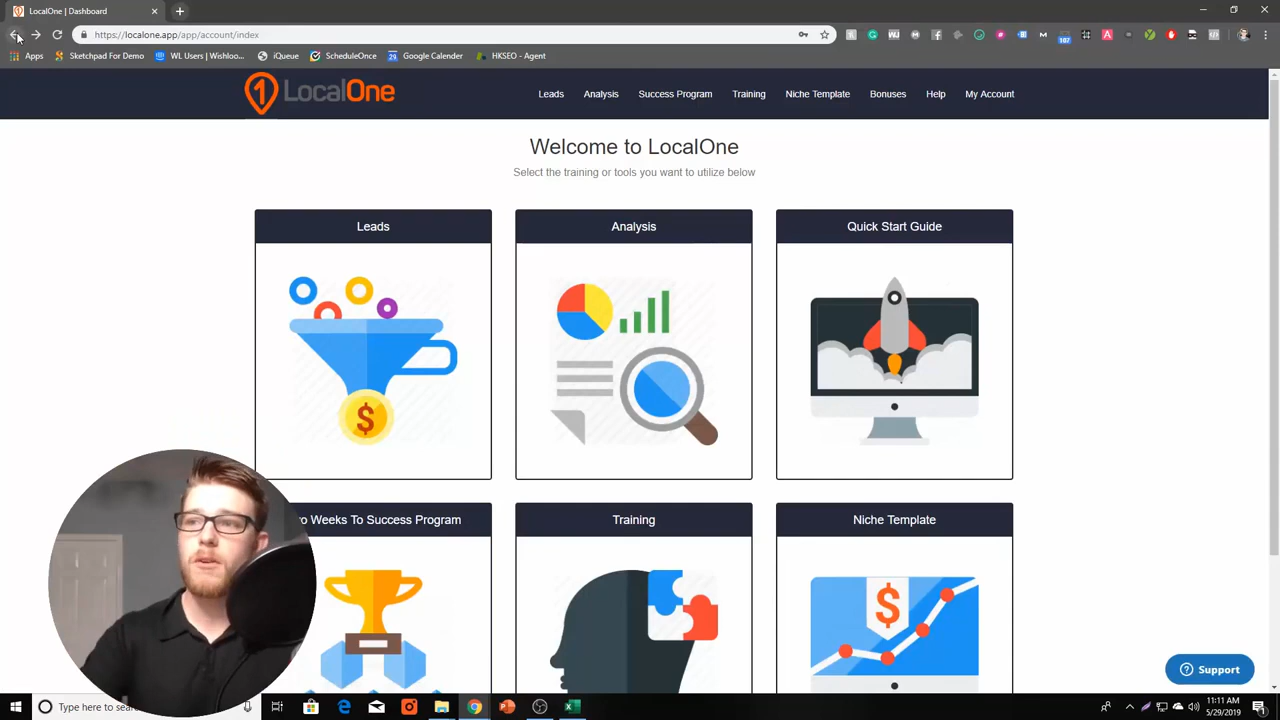 LocalOne | Dashboard
https://localone.app/app/account/index
107
Apps
Sketchpad For Demo
WL Users | Wishloo...
iQueue
ScheduleOnce
Google Calender
HKSEO - Agent
LocalOne
Leads
Analysis
Success Program
Training
Niche Template
Bonuses
Help
My Account
Welcome to LocalOne
Select the training or tools you want to utilize below
Leads
Analysis
Quick Start Guide
Weeks To Success Program
Training
Niche Template
Support
Type here to
11:11 AM
5/29/2019